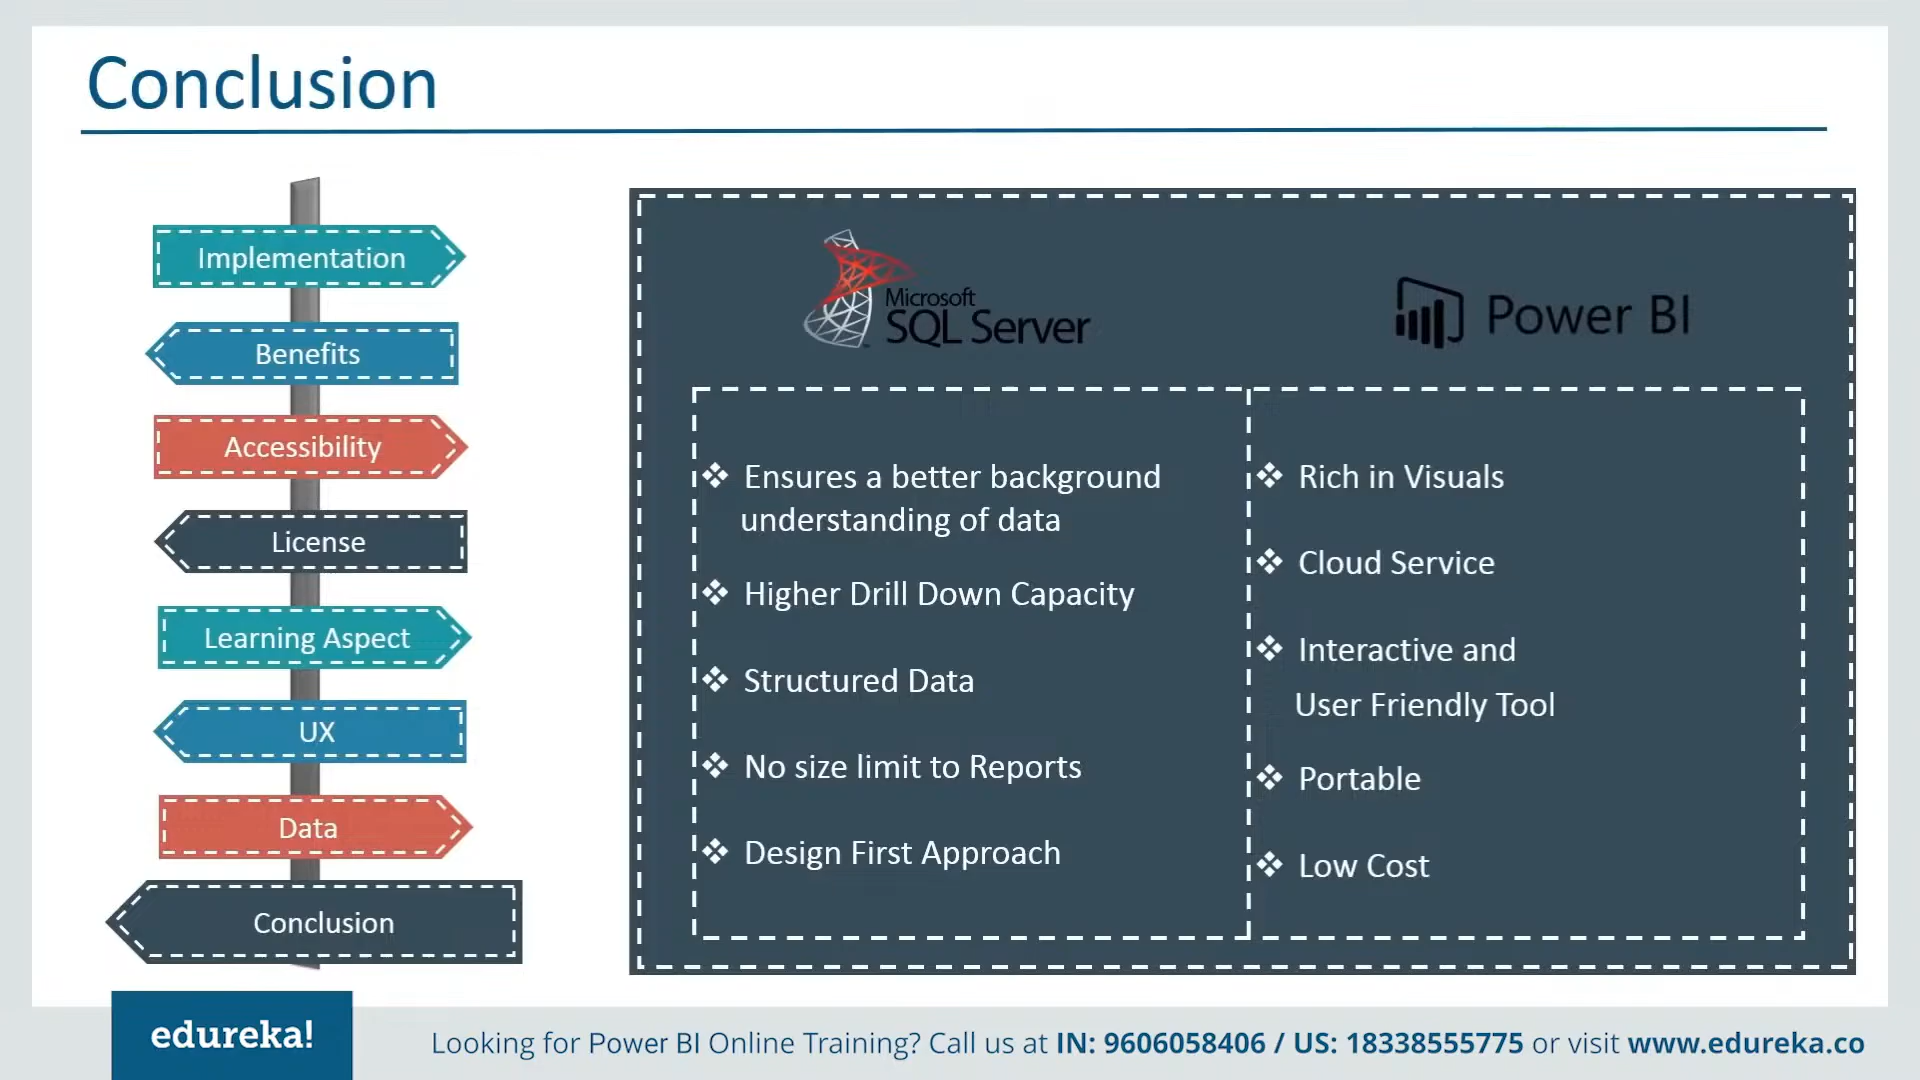 Conclusion
Implementation
Benefits
Accessibility
License
Learning Aspect
UX
Data
Conclusion
Microsoft
SQL Server
Ensures a better background
understanding of data
Higher Drill Down Capacity
Structured Data
No size limit to Reports
Design First Approach
Power BI
Rich in Visuals
Cloud Service
Interactive and
User Friendly Tool
Portable
Low Cost
edureka!
Looking for Power BI Online Training? Call us at IN: 9606058406 / US: 18338555775 or visit www.edureka.co